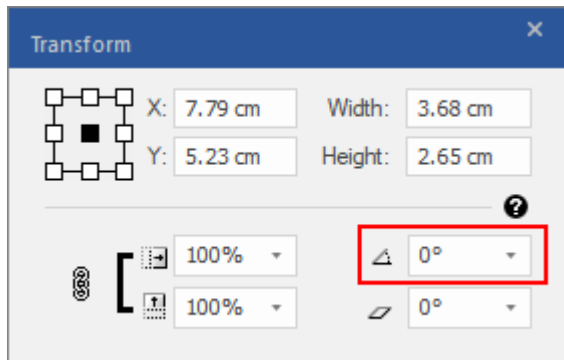 Transform
X: 7.79 cm Width: 3.68 cm
Y: 5.23 cm Height: 2.65 cm
?
100% 0°
100% 0°